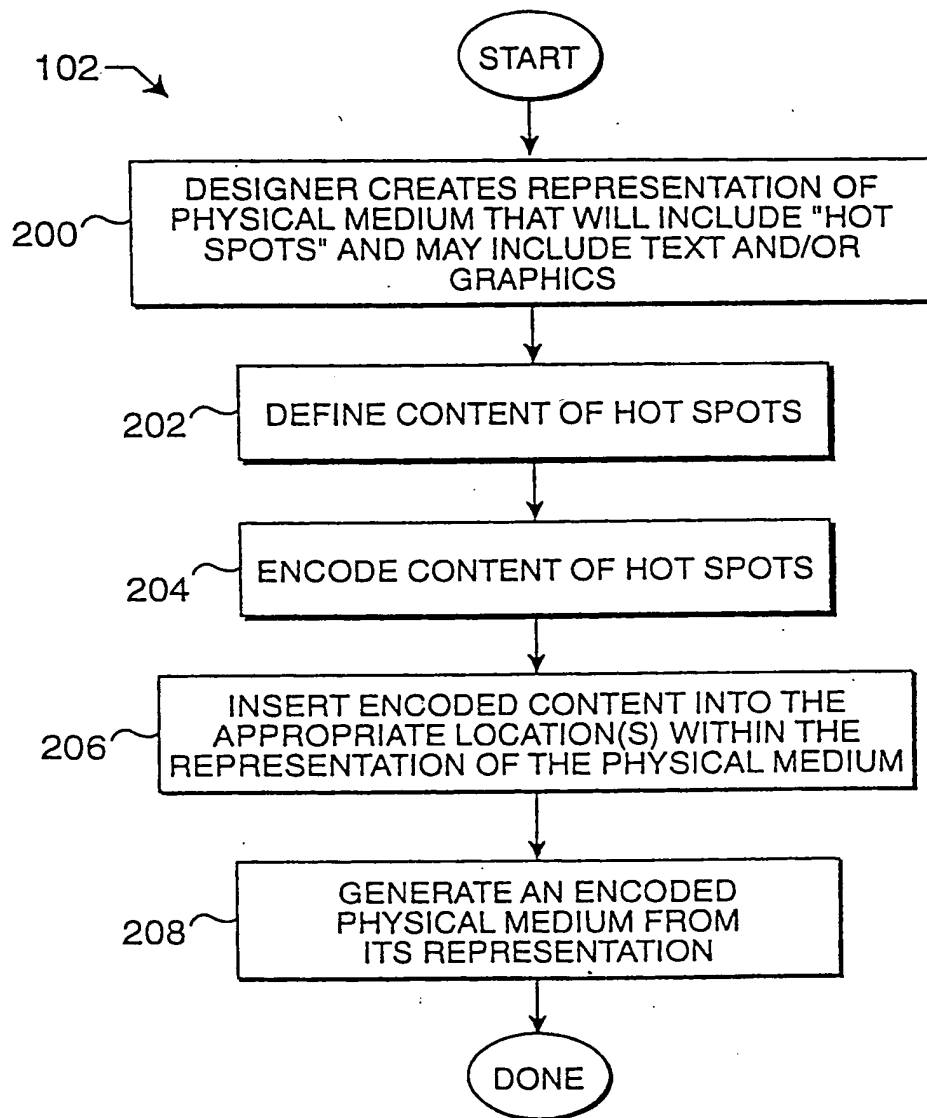 START
102
DESIGNER CREATES REPRESENTATION OF
PHYSICAL MEDIUM THAT WILL INCLUDE "HOT
SPOTS" AND MAY INCLUDE TEXT AND/OR
GRAPHICS
200
DEFINE CONTENT OF HOT SPOTS
202
ENCODE CONTENT OF HOT SPOTS
204
INSERT ENCODED CONTENT INTO THE
APPROPRIATE LOCATION(S) WITHIN THE
REPRESENTATION OF THE PHYSICAL MEDIUM
206
GENERATE AN ENCODED
PHYSICAL MEDIUM FROM
ITS REPRESENTATION
208
DONE